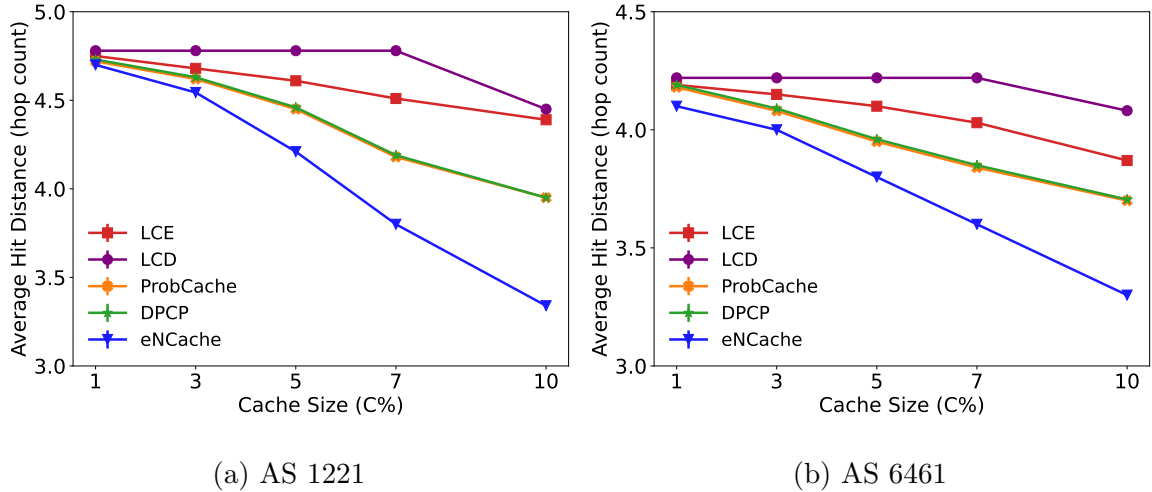 5.0
4.5
4.0
3.5
3.0
Average Hit Distance (hop count)
LCE
LCD
ProbCache
DPCP
eNCache
1 3 5 7 10
Cache Size (C%)
(a) AS 1221
4.5
4.0
3.5
3.0
Average Hit Distance (hop count)
LCE
LCD
ProbCache
DPCP
eNCache
1 3 5 7 10
Cache Size (C%)
(b) AS 6461